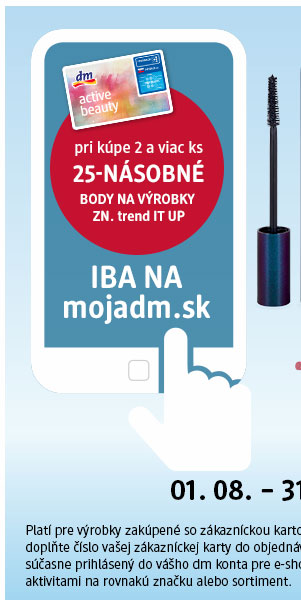 dm
active
beauty
pri kúpe 2 a viac ks
25-NÁSOBNÉ
BODY NA VÝROBKY
ZN. trend IT UP
IBA NA
mojadm.sk
01. 08. – 31
Platí pre výrobky zakúpené so zákazníckou karto
doplňte číslo vašej zákazníckej karty do objednáv
súčasne prihlásený do vášho dm konta pre e-sho
aktivitami na rovnakú značku alebo sortiment.